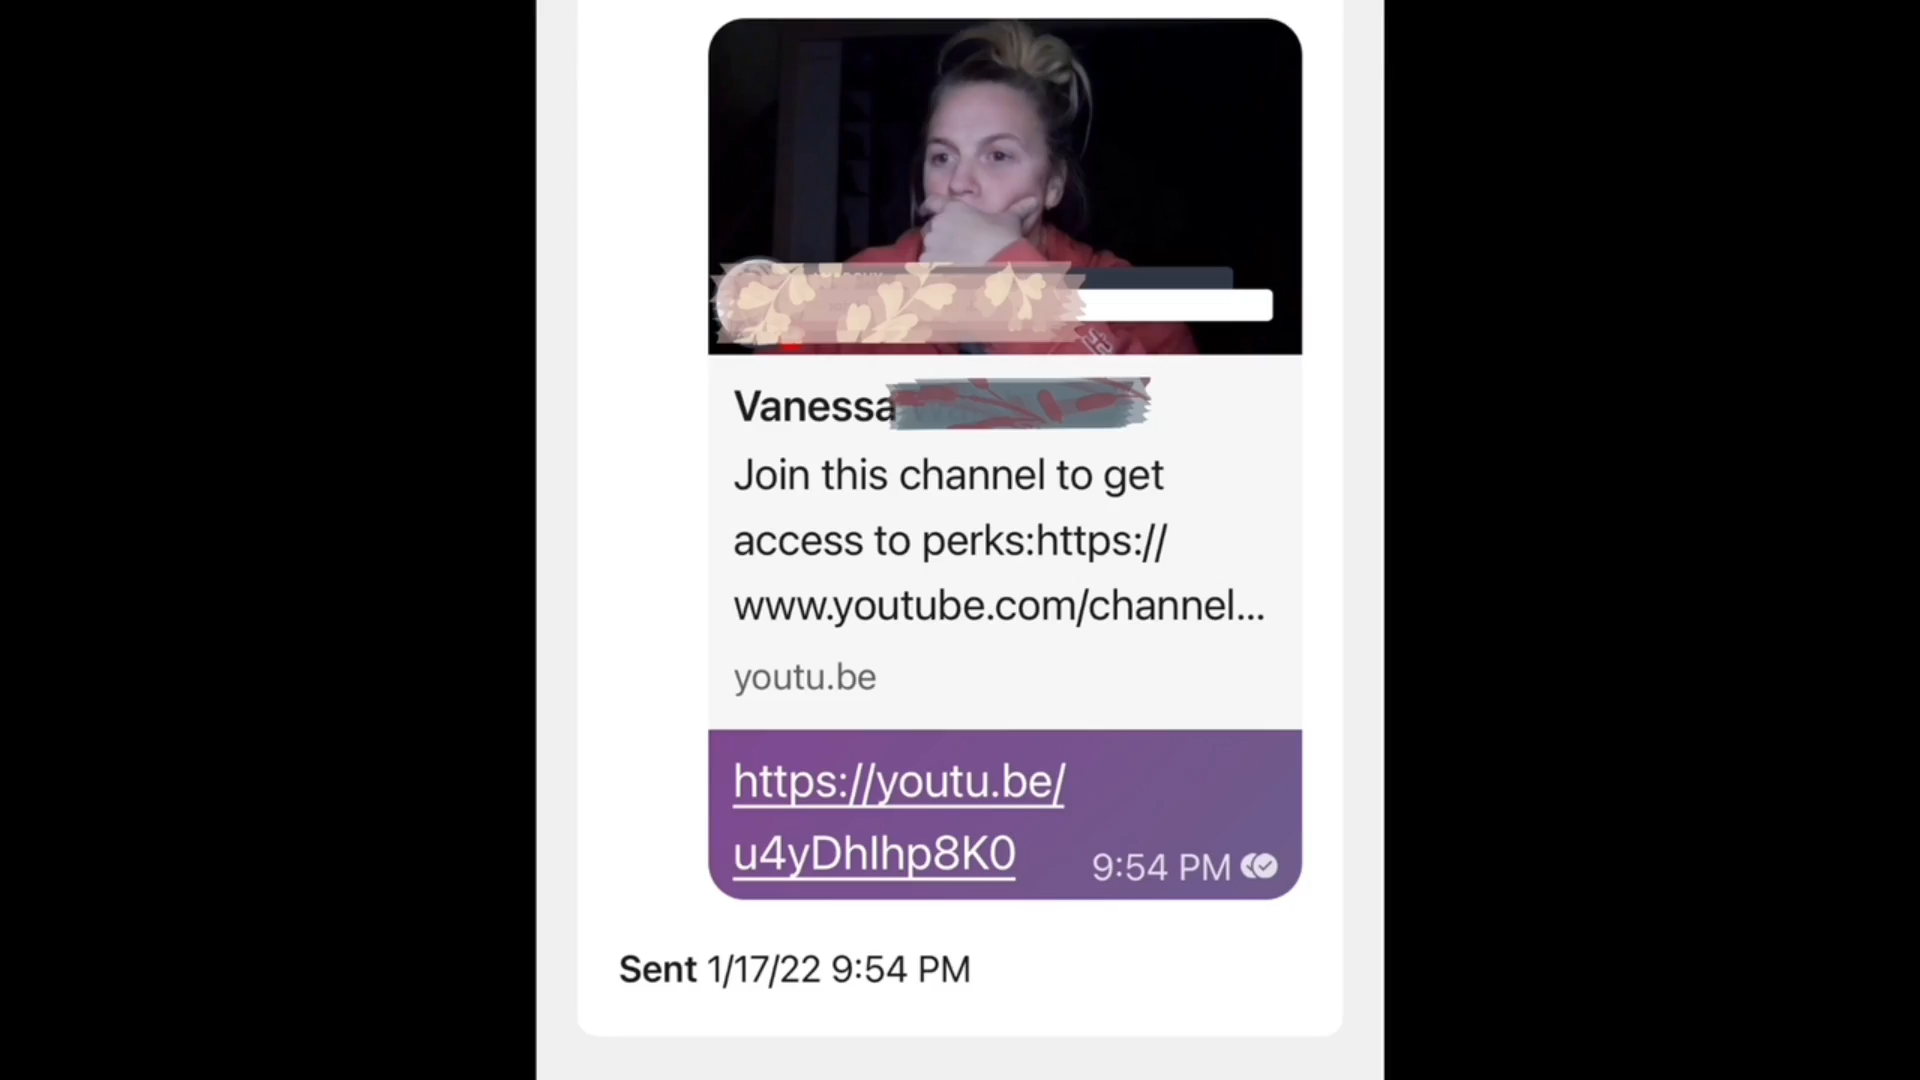 Vanessa
Join this channel to get
access to perks:https://
www.youtube.com/channel...
youtu.be
https://youtu.be/
u4yDhIhp8K0
9:54 PM
Sent 1/17/22 9:54 PM